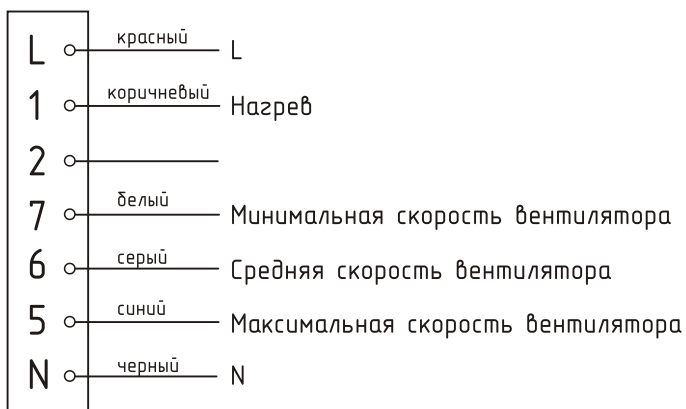 L красный L
1 коричневый Нагрев
2
7 белый Минимальная скорость вентилятора
6 серый Средняя скорость вентилятора
5 синий Максимальная скорость вентилятора
N черный N